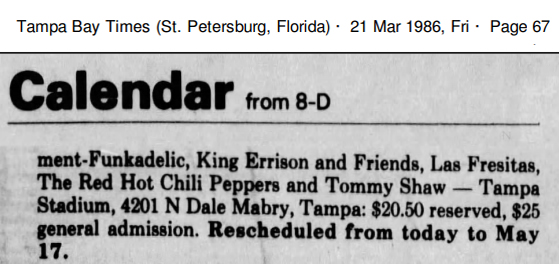 Tampa Bay Times (St. Petersburg, Florida) · 21 Mar 1986, Fri · Page 67
Calendar from 8-D
ment-Funkadelic, King Errison and Friends, Las Fresitas,
The Red Hot Chili Peppers and Tommy Shaw — Tampa
Stadium, 4201 N Dale Mabry, Tampa: $20.50 reserved, $25
general admission. Rescheduled from today to May
17.